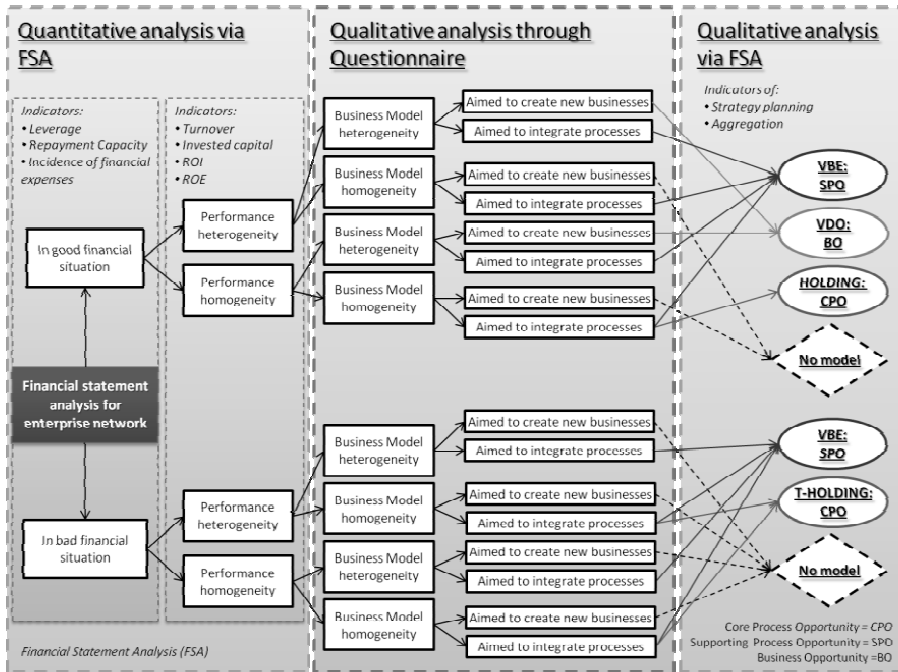 Quantitative analysis via
FSA
Indicators:
• Leverage
• Repayment Capacity
• Incidence of financial
expenses
Indicators:
• Turnover
• Invested capital
• ROI
• ROE
In good financial
situation
Performance
heterogeneity
Performance
homogeneity
Financial statement
analysis for
enterprise network
In bad financial
situation
Performance
heterogeneity
Performance
homogeneity
Financial Statement Analysis (FSA)
Qualitative analysis through
Questionnaire
Business Model
heterogeneity
Aimed to create new businesses
Aimed to integrate processes
Business Model
homogeneity
Aimed to create new businesses
Aimed to integrate processes
Business Model
heterogeneity
Aimed to create new businesses
Aimed to integrate processes
Business Model
homogeneity
Aimed to create new businesses
Aimed to integrate processes
Business Model
heterogeneity
Aimed to create new businesses
Aimed to integrate processes
Business Model
homogeneity
Aimed to create new businesses
Aimed to integrate processes
Business Model
heterogeneity
Aimed to create new businesses
Aimed to integrate processes
Business Model
homogeneity
Aimed to create new businesses
Aimed to integrate processes
Qualitative analysis
via FSA
Indicators of:
• Strategy planning
• Aggregation
VBE:
SPO
VDO:
BO
HOLDING:
CPO
No model
VBE:
SPO
T-HOLDING:
CPO
No model
Core Process Opportunity = CPO
Supporting Process Opportunity = SPO
Business Opportunity =BO